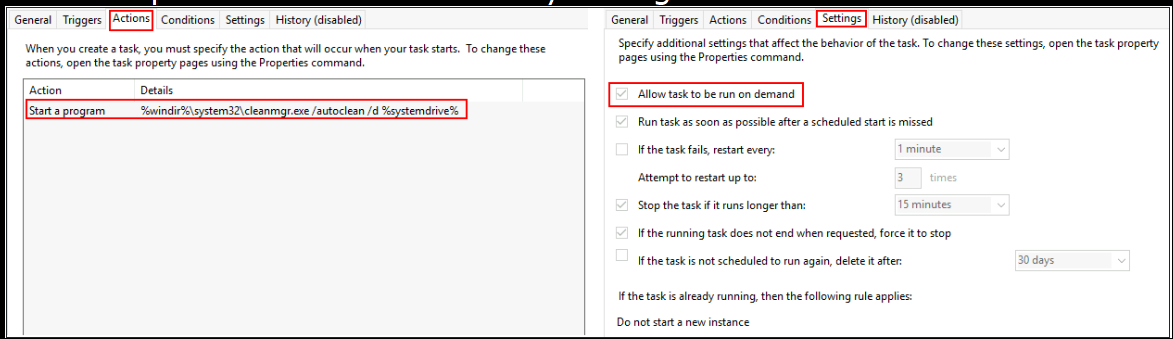 General Triggers Actions Conditions Settings History (disabled)
When you create a task, you must specify the action that will occur when your task starts. To change these
actions, open the task property pages using the Properties command.
Action Details
Start a program %windir%\system32\cleanmgr.exe /autoclean /d %systemdrive%
General Triggers Actions Conditions Settings History (disabled)
Specify additional settings that affect the behavior of the task. To change these settings, open the task property
pages using the Properties command.
Allow task to be run on demand
Run task as soon as possible after a scheduled start is missed
If the task fails, restart every: 1 minute
Attempt to restart up to: 3 times
Stop the task if it runs longer than: 15 minutes
If the running task does not end when requested, force it to stop
If the task is not scheduled to run again, delete it after: 30 days
If the task is already running, then the following rule applies:
Do not start a new instance